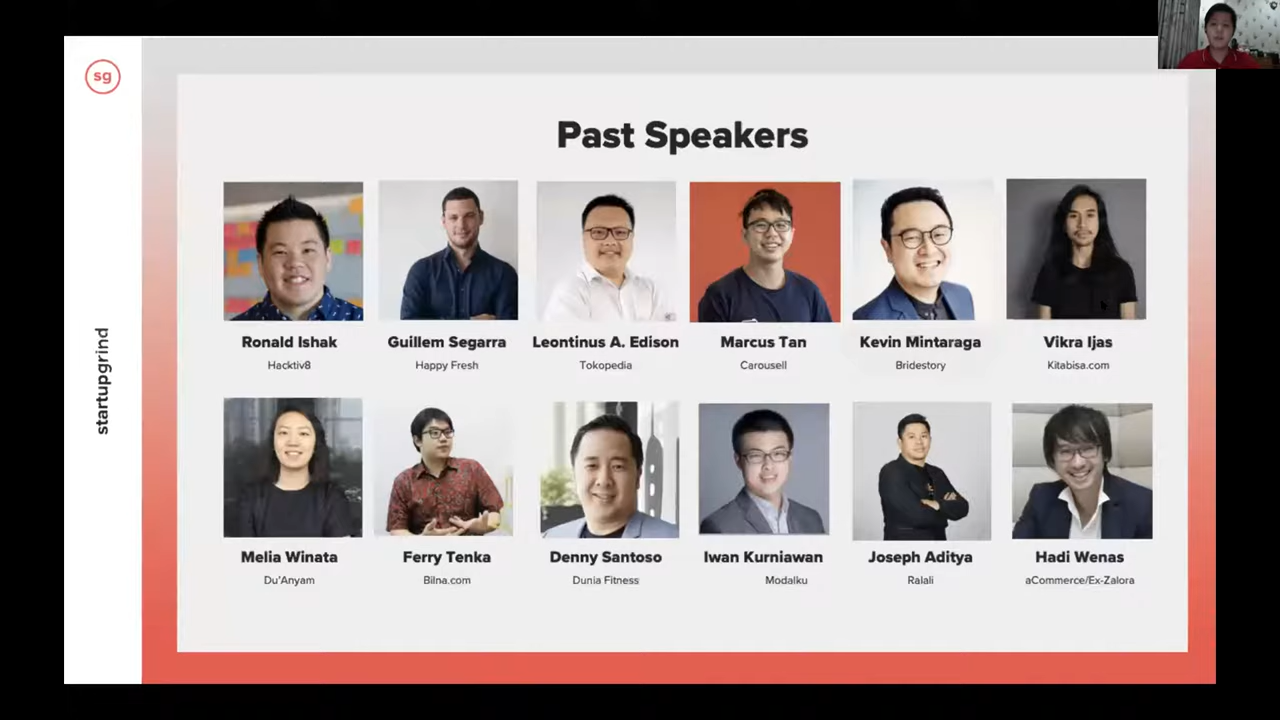 sg
startupgrind
Past Speakers
Ronald Ishak
Hacktiv8
Guillem Segarra
Happy Fresh
Leontinus A. Edison
Tokopedia
Marcus Tan
Carousell
Kevin Mintaraga
Bridestory
Vikra Ijas
Kitabisa.com
Melia Winata
Du'Anyam
Ferry Tenka
Bilna.com
Denny Santoso
Dunia Fitness
Iwan Kurniawan
Modalku
Joseph Aditya
Ralali
Hadi Wenas
aCommerce/Ex-Zalora